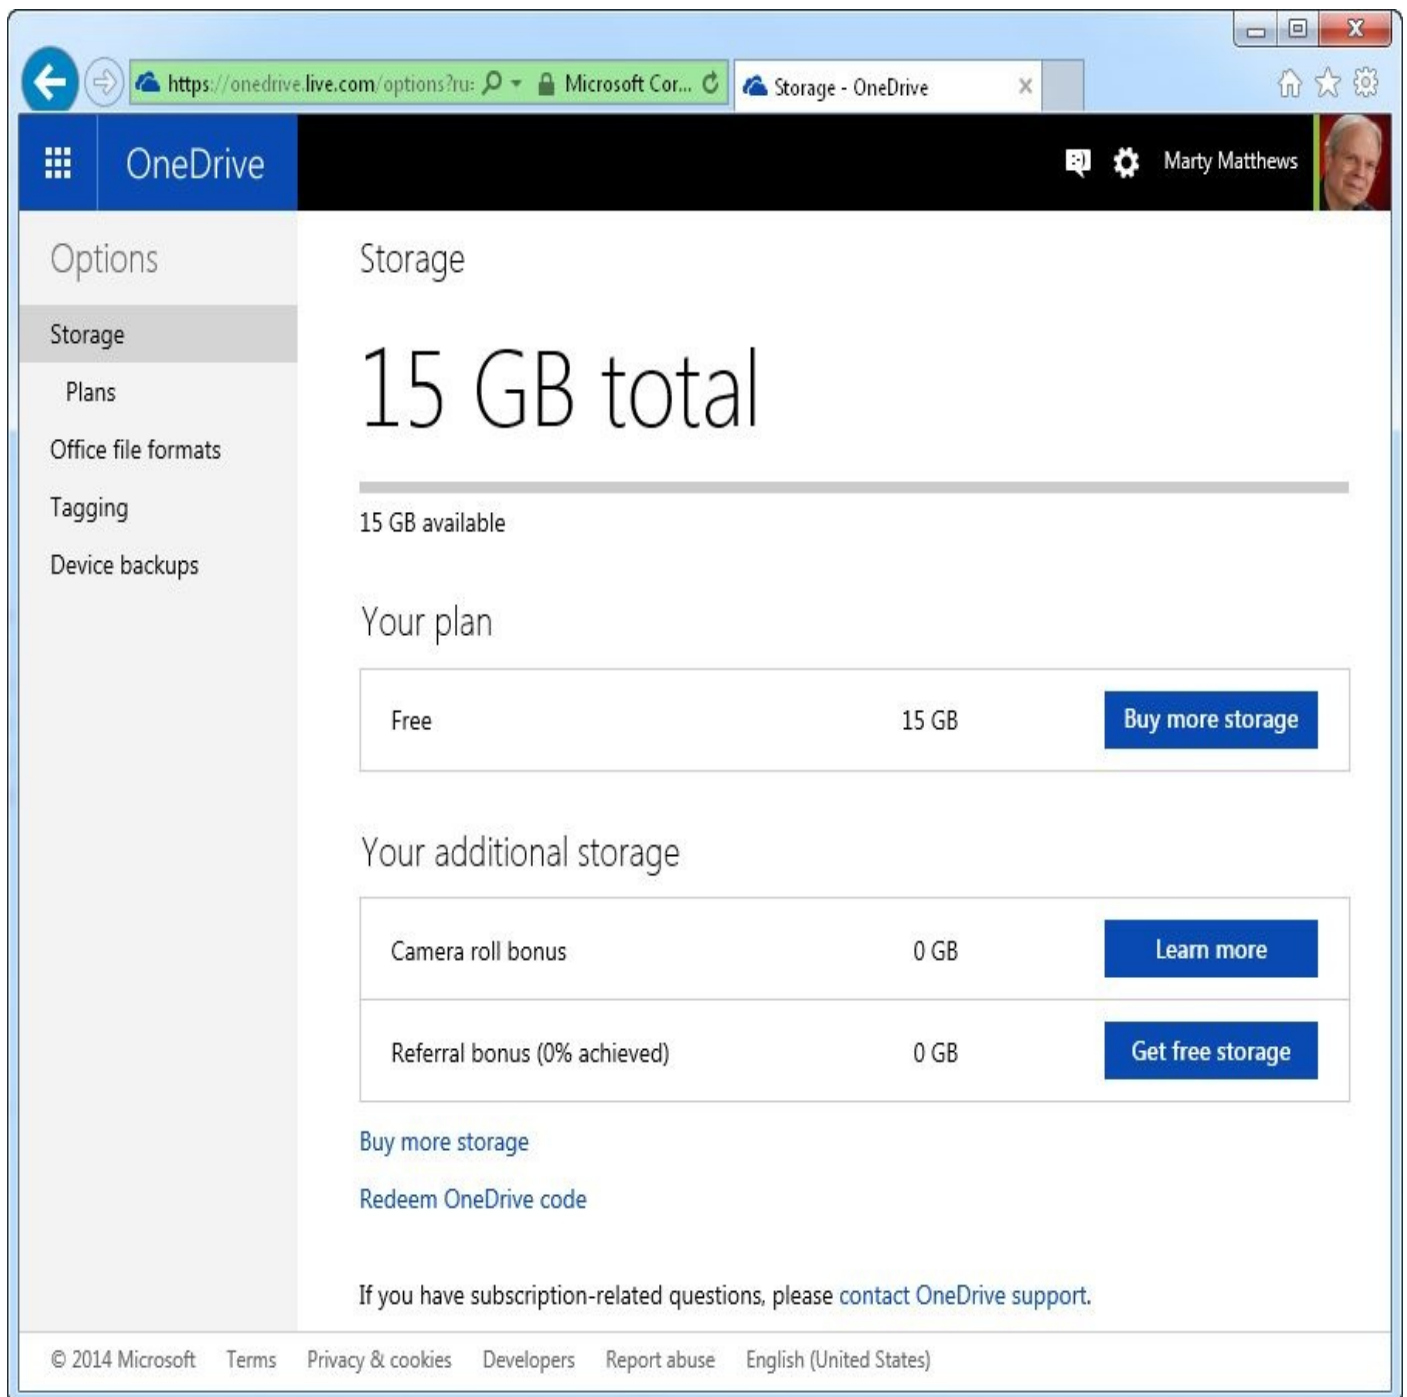 https://onedrive.live.com/options?ru: Microsoft Cor... Storage - OneDrive
OneDrive Marty Matthews
Options
Storage
Plans
Office file formats
Tagging
Device backups
Storage
15 GB total
15 GB available
Your plan
Free 15 GB Buy more storage
Your additional storage
Camera roll bonus 0 GB Learn more
Referral bonus (0% achieved) 0 GB Get free storage
Buy more storage
Redeem OneDrive code
If you have subscription-related questions, please contact OneDrive support.
© 2014 Microsoft Terms Privacy & cookies Developers Report abuse English (United States)